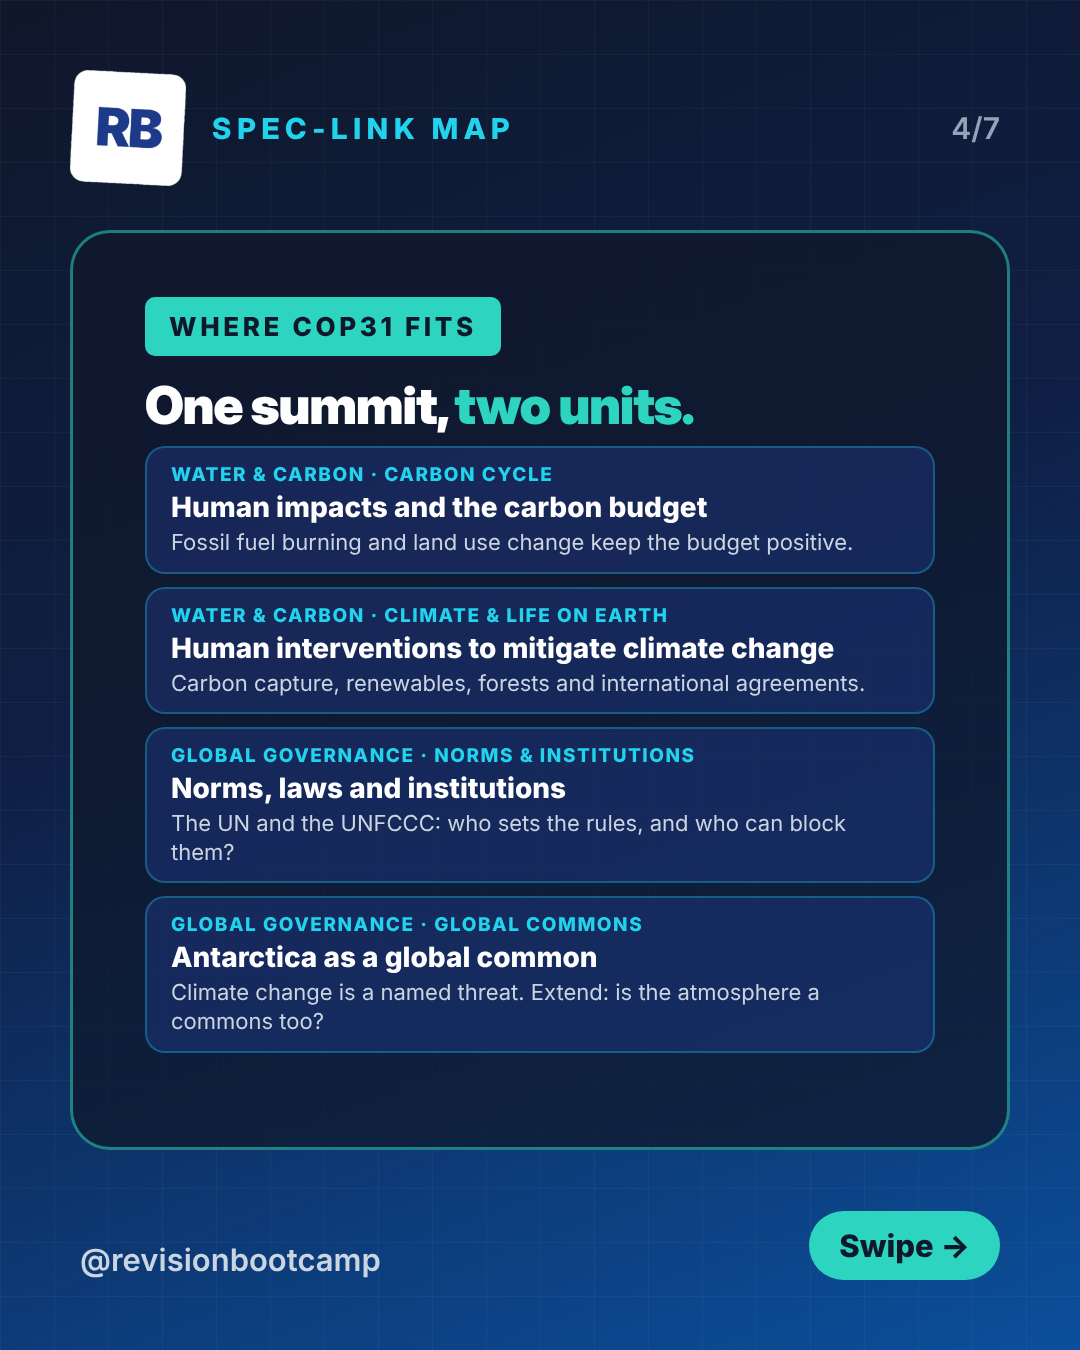 RB
SPEC-LINK MAP
4/7
WHERE COP31 FITS
One summit, two units.
WATER & CARBON · CARBON CYCLE
Human impacts and the carbon budget
Fossil fuel burning and land use change keep the budget positive.
WATER & CARBON · CLIMATE & LIFE ON EARTH
Human interventions to mitigate climate change
Carbon capture, renewables, forests and international agreements.
GLOBAL GOVERNANCE · NORMS & INSTITUTIONS
Norms, laws and institutions
The UN and the UNFCCC: who sets the rules, and who can block
them?
GLOBAL GOVERNANCE · GLOBAL COMMONS
Antarctica as a global common
Climate change is a named threat. Extend: is the atmosphere a
commons too?
@revisionbootcamp
Swipe →